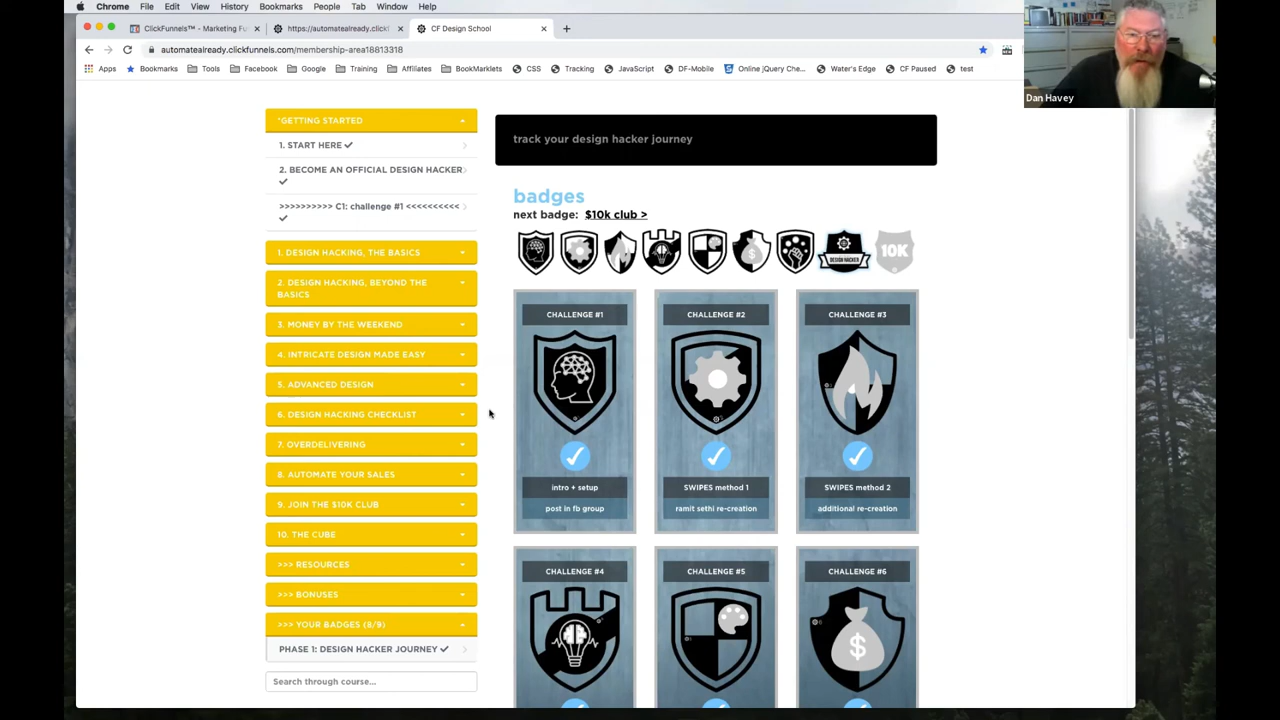 Chrome File Edit View History Bookmarks People Tab Window Help
ClickFunnels™ - Marketing Fu
https://automatealready.clickf
CF Design School
automatealready.clickfunnels.com/membership-area18813318
Apps Bookmarks Tools Facebook Google Training Affiliates BookMarklets CSS Tracking JavaScript DF-Mobile Online jQuery Che... Water's Edge CF Paused test
Dan Havey
*GETTING STARTED
1. START HERE
2. BECOME AN OFFICIAL DESIGN HACKER
>>>>>>>>>> C1: challenge #1 <<<<<<<<<<
1. DESIGN HACKING, THE BASICS
2. DESIGN HACKING, BEYOND THE
BASICS
3. MONEY BY THE WEEKEND
4. INTRICATE DESIGN MADE EASY
5. ADVANCED DESIGN
6. DESIGN HACKING CHECKLIST
7. OVERDELIVERING
8. AUTOMATE YOUR SALES
9. JOIN THE $10K CLUB
10. THE CUBE
>>> RESOURCES
>>> BONUSES
>>> YOUR BADGES (8/9)
PHASE 1: DESIGN HACKER JOURNEY
Search through course...
track your design hacker journey
badges
next badge: $10k club >
$
DESIGN HACKER
10K
CHALLENGE #1
intro + setup
post in fb group
CHALLENGE #2
SWIPES method 1
ramit sethi re-creation
CHALLENGE #3
SWIPES method 2
additional re-creation
CHALLENGE #4
CHALLENGE #5
CHALLENGE #6
$